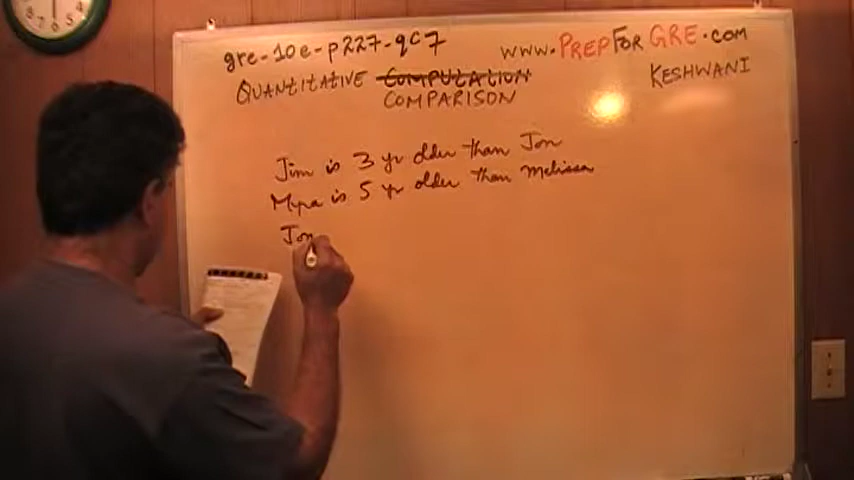 gre-10e-p227-qc7
www.PREPFORGRE.com
QUANTITATIVE COMPUTATION
COMPARISON
KESHWANI
Jim is 3 yr older than Jon
Myra is 5 yr older than Melissa
Jon